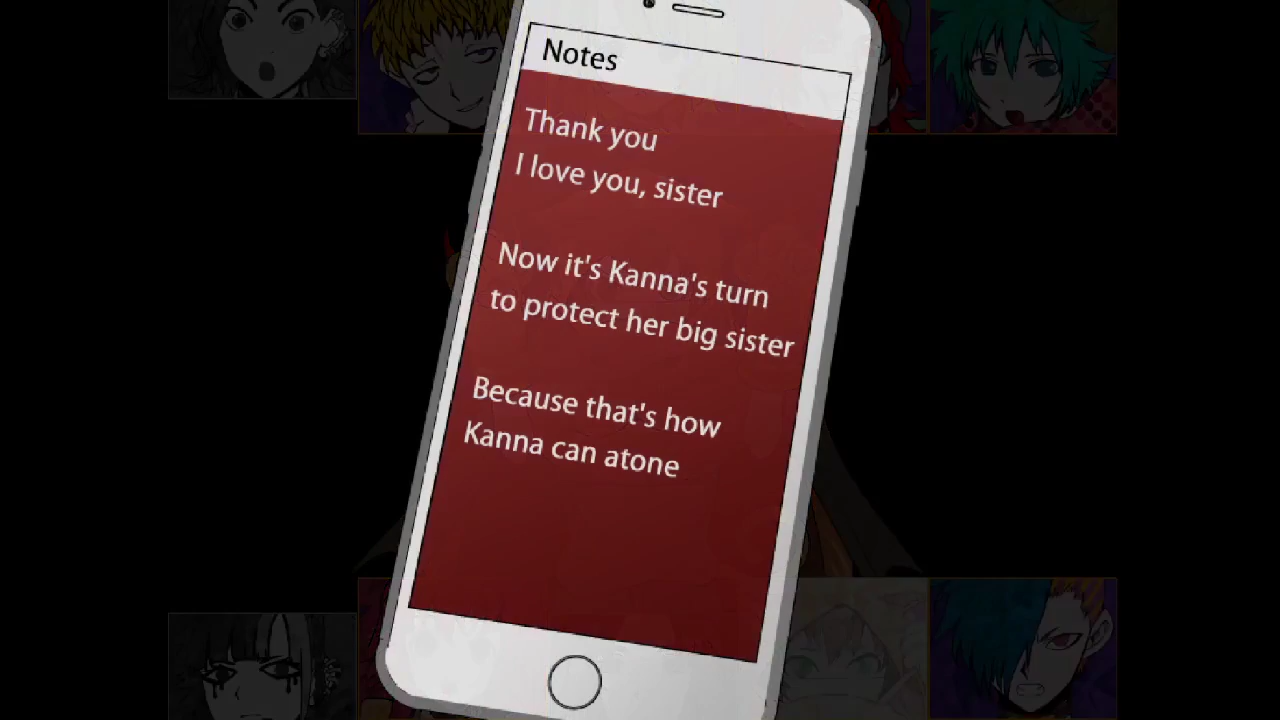 Notes
Thank you
I love you, sister
Now it's Kanna's turn
to protect her big sister
Because that's how
Kanna can atone